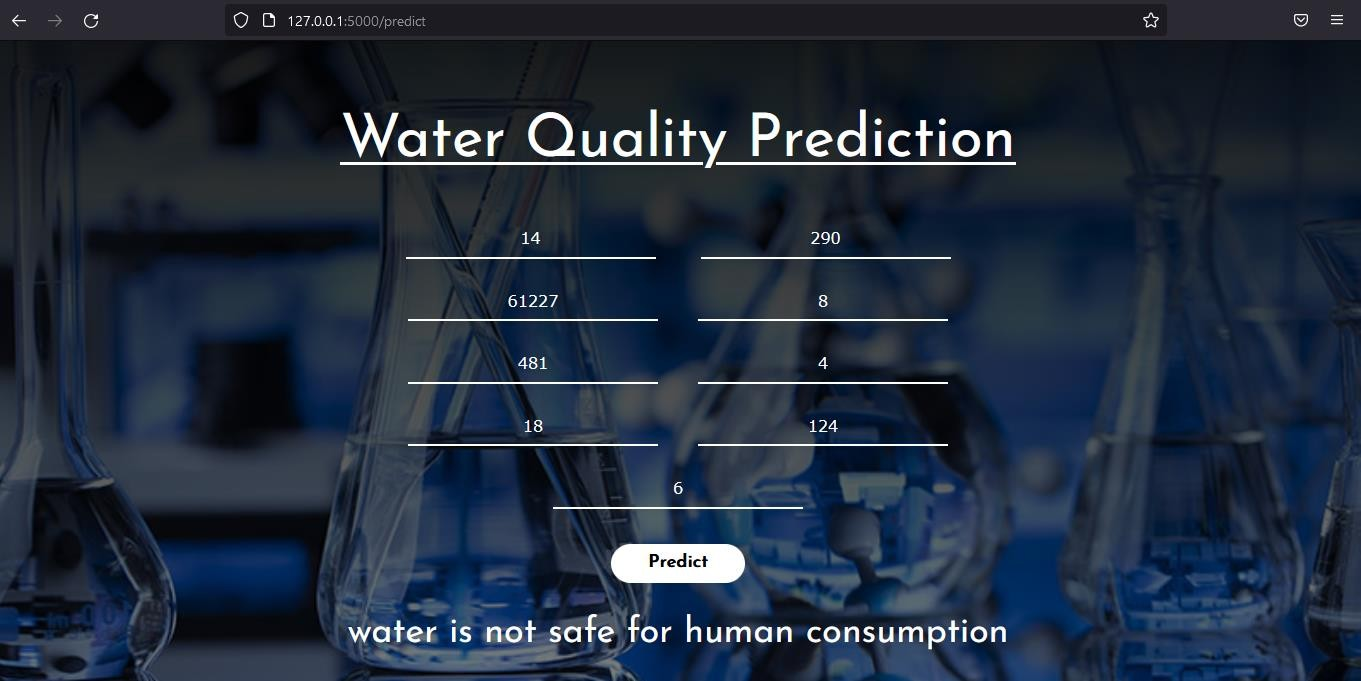 127.0.0.1:5000/predict
Water Quality Prediction
14 290
61227 8
481 4
18 124
6
Predict
water is not safe for human consumption